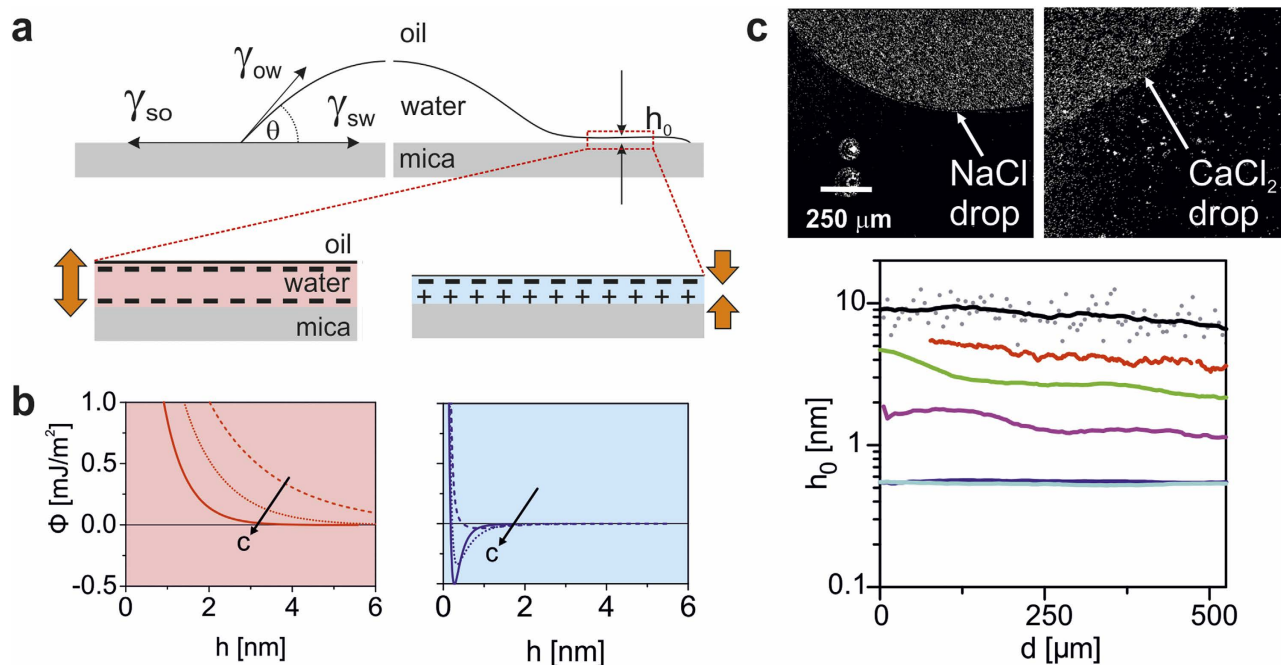 a
oil
γow
γso
γsw
θ
water
h0
mica
oil
water
mica
b
Φ [mJ/m²]
1.0
0.5
0.0
-0.5
c
0
2
4
6
h [nm]
c
0
2
4
6
h [nm]
c
250 µm
NaCl
drop
CaCl2
drop
h0 [nm]
10
1
0.1
0
250
500
d [µm]